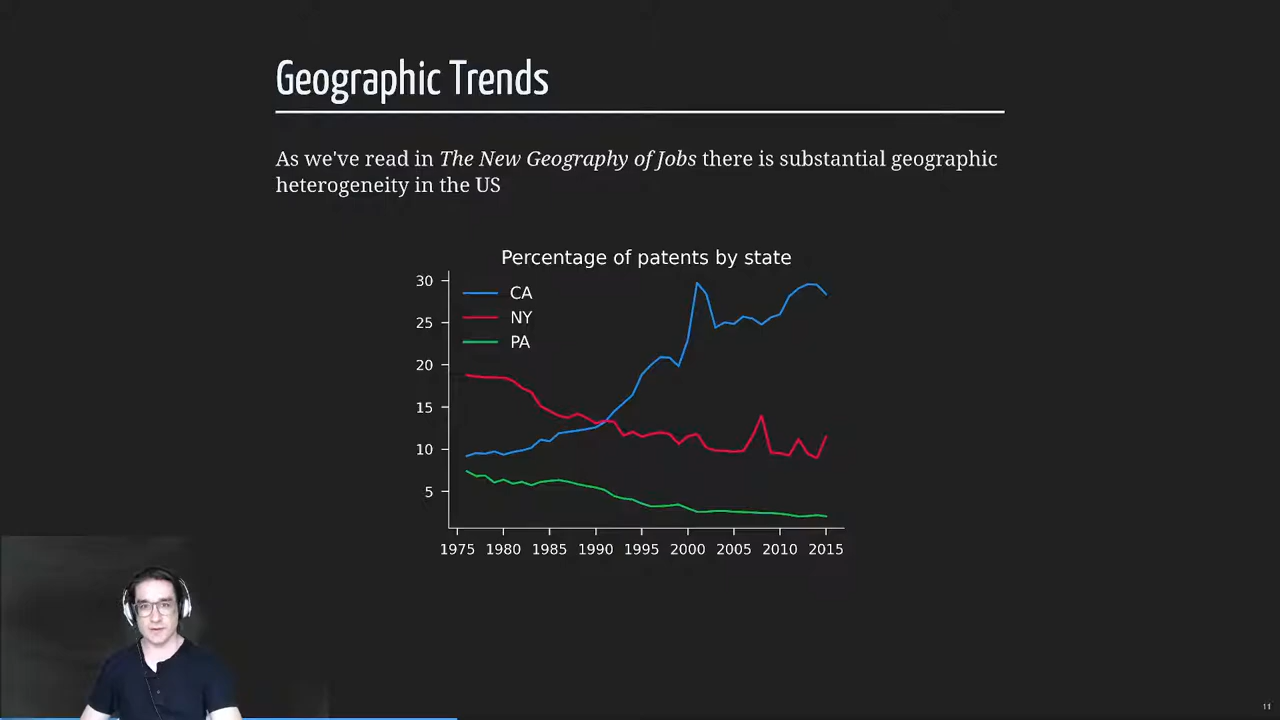 Geographic Trends
As we've read in The New Geography of Jobs there is substantial geographic
heterogeneity in the US
Percentage of patents by state
30
25
20
15
10
5
CA
NY
PA
1975 1980 1985 1990 1995 2000 2005 2010 2015
11